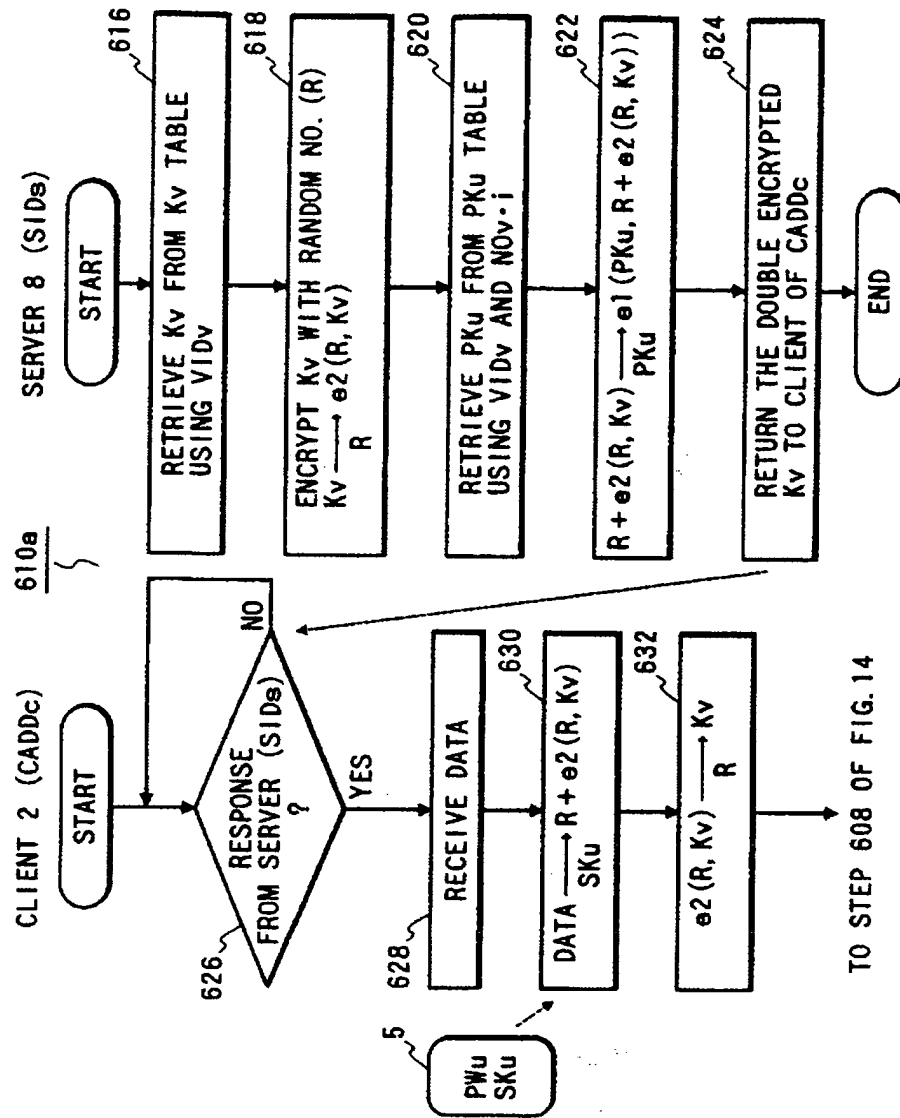 610a
CLIENT 2 (CADDc)
START
RESPONSE
FROM SERVER (SIDs)
?
626
NO
YES
RECEIVE DATA
628
5
PWu
SKu
DATA ⟶ R + e2(R, Kv)
SKu
630
e2(R, Kv) ⟶ Kv
R
632
TO STEP 608 OF FIG.14
SERVER 8 (SIDs)
START
RETRIEVE Kv FROM Kv TABLE
USING VIDv
616
ENCRYPT Kv WITH RANDOM NO. (R)
Kv ⟶ e2(R, Kv)
R
618
RETRIEVE PKu FROM PKu TABLE
USING VIDv AND NOv·i
620
R + e2(R, Kv) ⟶ e1(PKu, R + e2(R, Kv))
PKu
622
RETURN THE DOUBLE ENCRYPTED
Kv TO CLIENT OF CADDc
624
END